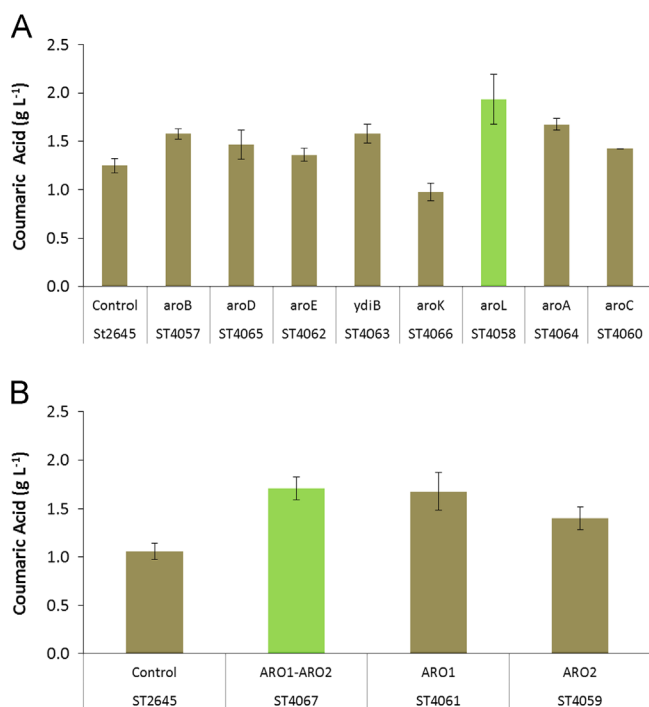 A
Coumaric Acid (g L⁻¹)
2.5
2.0
1.5
1.0
0.5
0.0
Control aroB aroD aroE ydiB aroK aroL aroA aroC
St2645 ST4057 ST4065 ST4062 ST4063 ST4066 ST4058 ST4064 ST4060
B
Coumaric Acid (g L⁻¹)
2.5
2.0
1.5
1.0
0.5
0.0
Control ARO1-ARO2 ARO1 ARO2
ST2645 ST4067 ST4061 ST4059